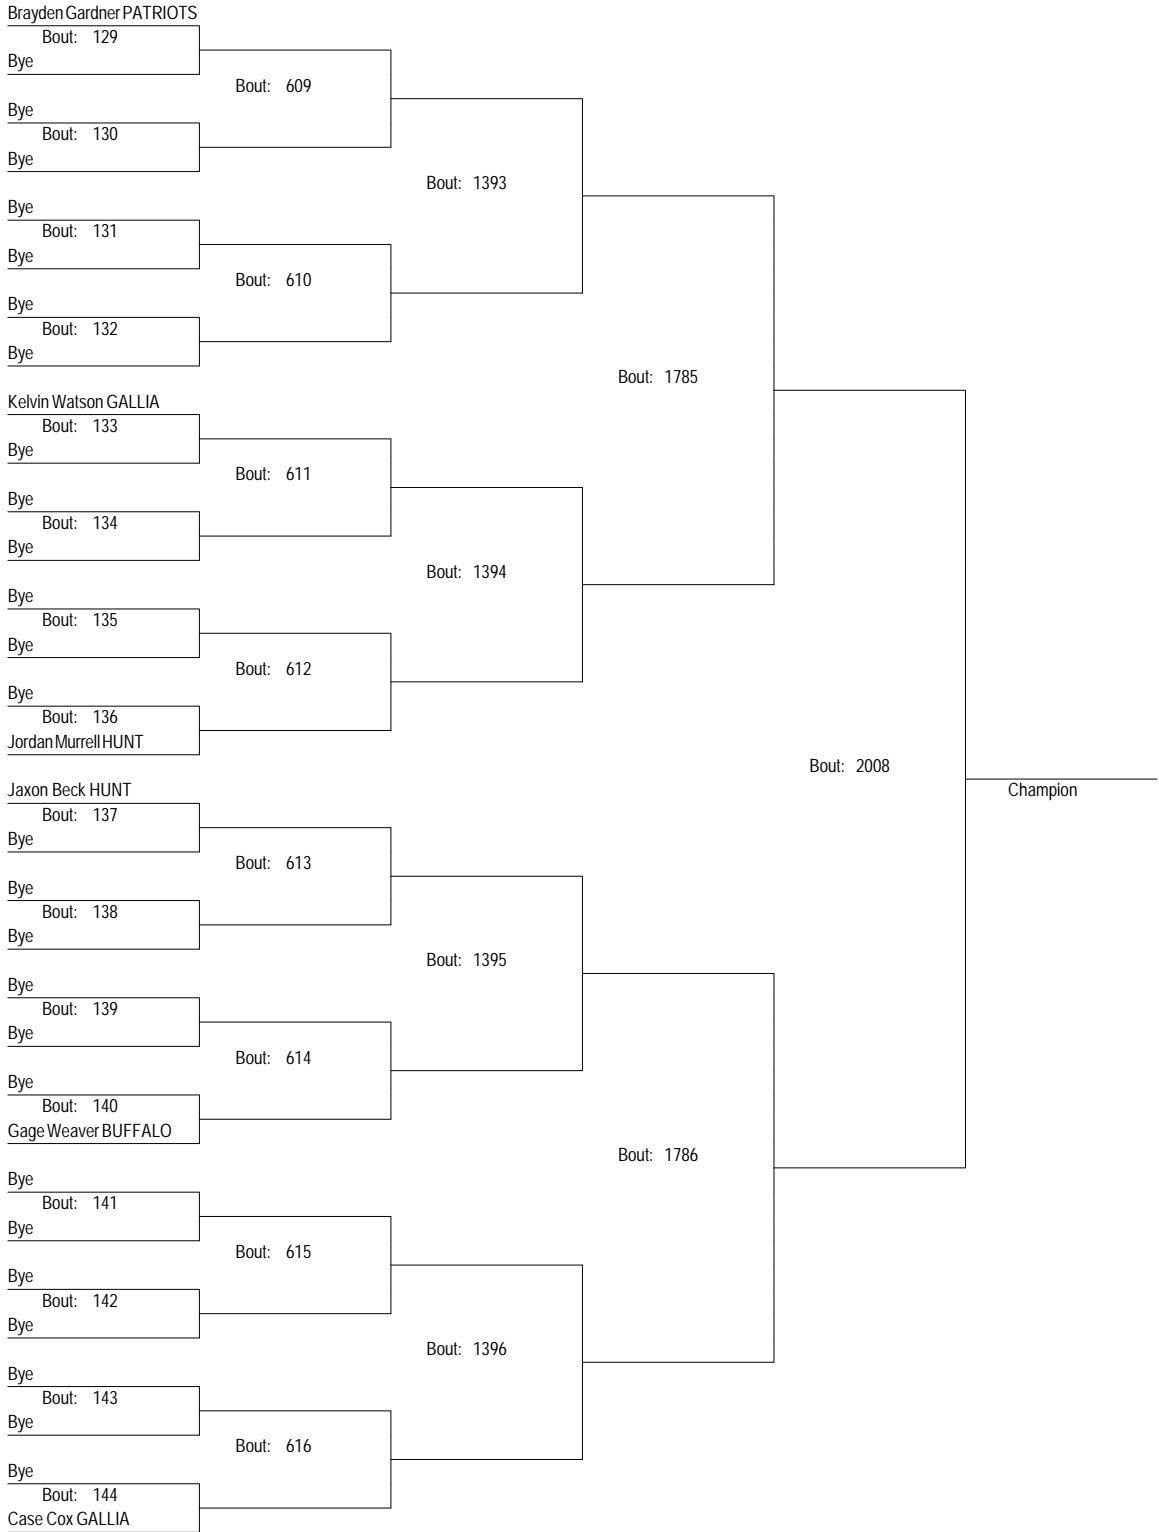 Brayden Gardner PATRIOTS
Bout: 129
Bye
Bout: 609
Bye
Bout: 130
Bye
Bout: 1393
Bye
Bout: 131
Bye
Bout: 610
Bye
Bout: 132
Bye
Bout: 1785
Kelvin Watson GALLIA
Bout: 133
Bye
Bout: 611
Bye
Bout: 134
Bye
Bout: 1394
Bye
Bout: 135
Bye
Bout: 612
Bye
Bout: 136
Jordan Murrell HUNT
Bout: 2008
Champion
Jaxon Beck HUNT
Bout: 137
Bye
Bout: 613
Bye
Bout: 138
Bye
Bout: 1395
Bye
Bout: 139
Bye
Bout: 614
Bye
Bout: 140
Gage Weaver BUFFALO
Bout: 1786
Bye
Bout: 141
Bye
Bout: 615
Bye
Bout: 142
Bye
Bout: 1396
Bye
Bout: 143
Bye
Bout: 616
Bye
Bout: 144
Case Cox GALLIA